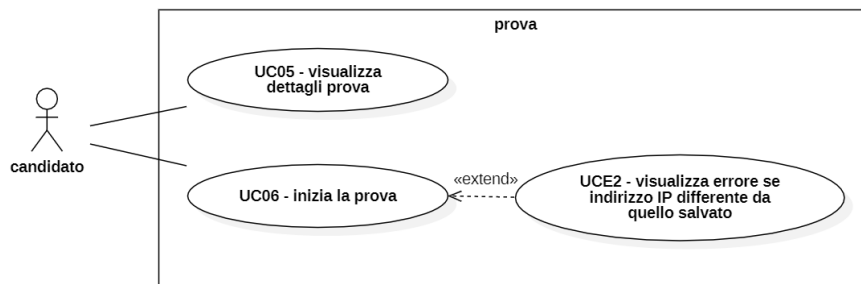 prova
UC05 - visualizza
dettagli prova
candidato
UC06 - inizia la prova
«extend»
UCE2 - visualizza errore se
indirizzo IP differente da
quello salvato